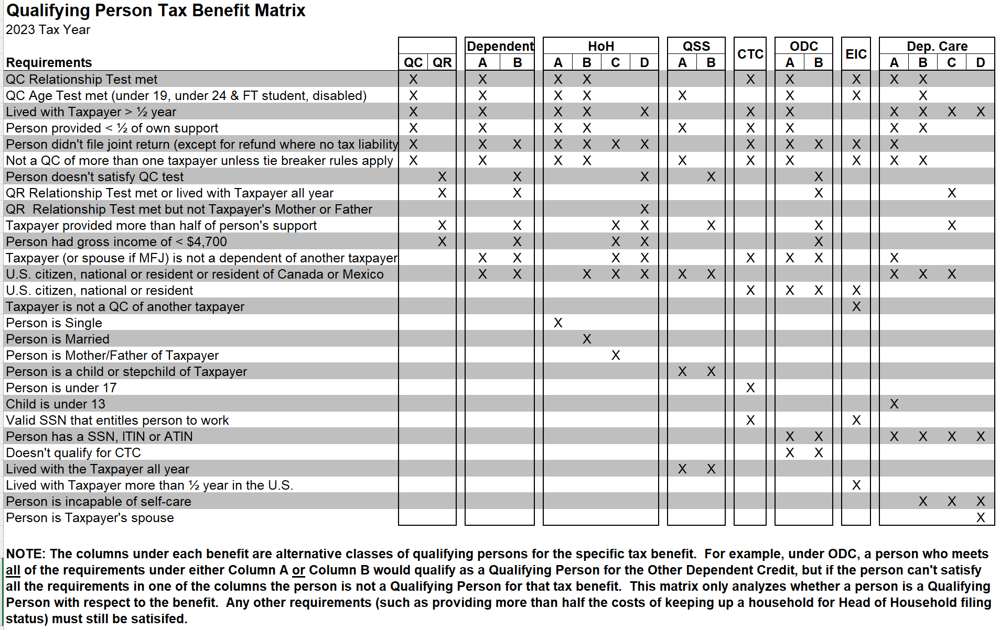 Qualifying Person Tax Benefit Matrix
2023 Tax Year
Dependent HoH QSS CTC ODC EIC Dep. Care
Requirements QC QR A B A B C D A B A B A B C D
QC Relationship Test met X X X X X X X X X
QC Age Test met (under 19, under 24 & FT student, disabled) X X X X X X X X
Lived with Taxpayer > ½ year X X X X X X X X X X X
Person provided < ½ of own support X X X X X X X X X
Person didn't file joint return (except for refund where no tax liability X X X X X X X X X X X X
Not a QC of more than one taxpayer unless tie breaker rules apply X X X X X X X X X X
Person doesn't satisfy QC test X X X X X
QR Relationship Test met or lived with Taxpayer all year X X X X
QR  Relationship Test met but not Taxpayer's Mother or Father X
Taxpayer provided more than half of person's support X X X X X X X
Person had gross income of < $4,700 X X X X X
Taxpayer (or spouse if MFJ) is not a dependent of another taxpayer X X X X X X X X
U.S. citizen, national or resident or resident of Canada or Mexico X X X X X X X X X X
U.S. citizen, national or resident X X X X
Taxpayer is not a QC of another taxpayer X
Person is Single X
Person is Married X
Person is Mother/Father of Taxpayer X
Person is a child or stepchild of Taxpayer X X
Person is under 17 X
Child is under 13 X
Valid SSN that entitles person to work X X
Person has a SSN, ITIN or ATIN X X X X X X
Doesn't qualify for CTC X X
Lived with the Taxpayer all year X X
Lived with Taxpayer more than ½ year in the U.S. X
Person is incapable of self-care X X X
Person is Taxpayer's spouse X
NOTE: The columns under each benefit are alternative classes of qualifying persons for the specific tax benefit.  For example, under ODC, a person who meets
all of the requirements under either Column A or Column B would qualify as a Qualifying Person for the Other Dependent Credit, but if the person can't satisfy
all the requirements in one of the columns the person is not a Qualifying Person for that tax benefit.  This matrix only analyzes whether a person is a Qualifying
Person with respect to the benefit.  Any other requirements (such as providing more than half the costs of keeping up a household for Head of Household filing
status) must still be satisifed.